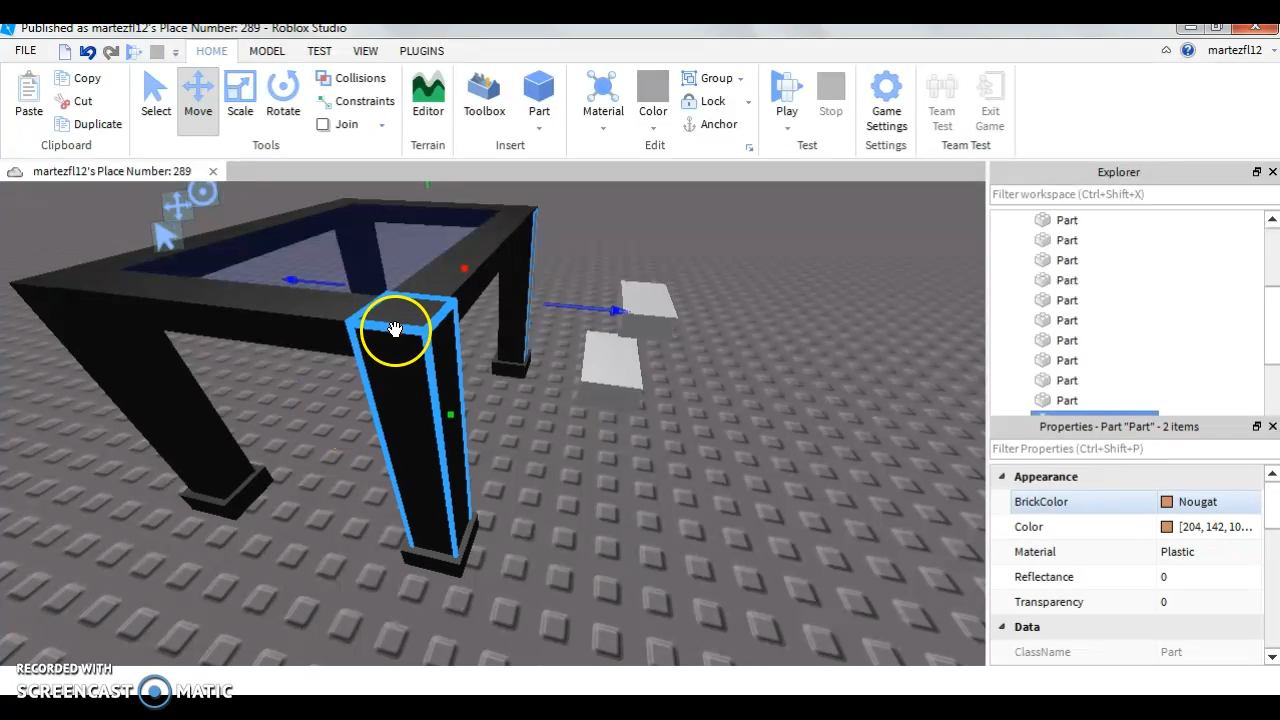 Published as martezfl12's Place Number: 289 - Roblox Studio
FILE HOME MODEL TEST VIEW PLUGINS martezfl12
Paste
Copy
Cut
Duplicate
Clipboard
Select Move Scale Rotate
Collisions
Constraints
Join
Tools
Editor
Terrain
Toolbox Part
Insert
Material Color
Group
Lock
Anchor
Edit
Play Stop
Test
Game Settings
Settings
Team Test
Exit Game
Team Test
martezfl12's Place Number: 289
Explorer
Filter workspace (Ctrl+Shift+X)
Part
Part
Part
Part
Part
Part
Part
Part
Part
Part
Properties - Part "Part" - 2 items
Filter Properties (Ctrl+Shift+P)
Appearance
BrickColor Nougat
Color [204, 142, 10...
Material Plastic
Reflectance 0
Transparency 0
Data
ClassName Part
RECORDED WITH
SCREENCAST MATIC